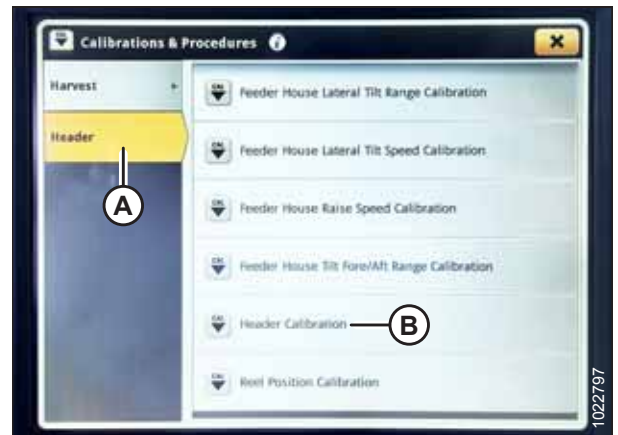 Calibrations & Procedures
Harvest
Header
Feeder House Lateral Tilt Range Calibration
Feeder House Lateral Tilt Speed Calibration
Feeder House Raise Speed Calibration
Feeder House Tilt Fore/Aft Range Calibration
Header Calibration
Reel Position Calibration
A
B
1022797